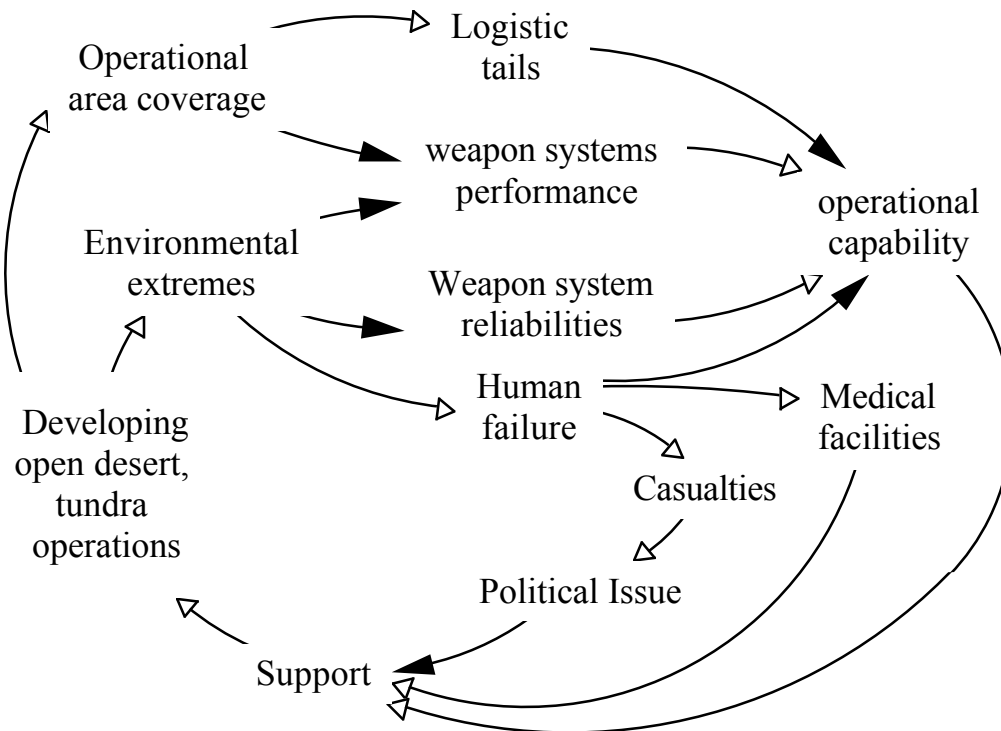 Operational
area coverage
Logistic
tails
weapon systems
performance
operational
capability
Environmental
extremes
Weapon system
reliabilities
Human
failure
Medical
facilities
Developing
open desert,
tundra
operations
Casualties
Political Issue
Support